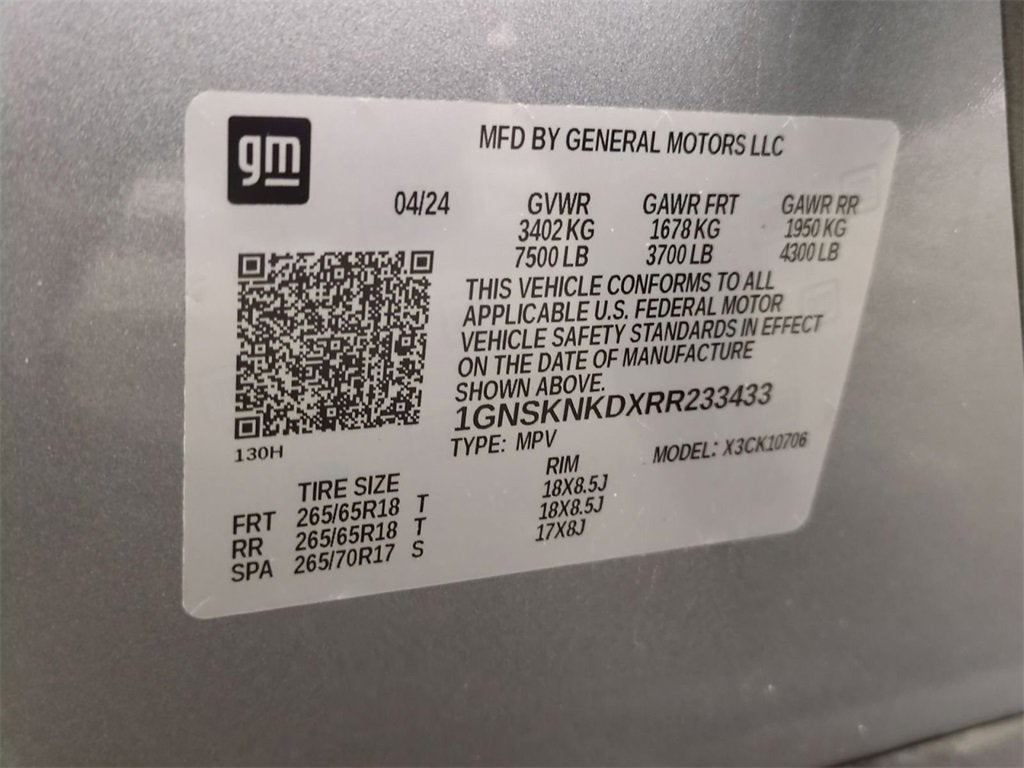 gm
MFD BY GENERAL MOTORS LLC
04/24 GVWR GAWR FRT GAWR RR
3402 KG 1678 KG 1950 KG
7500 LB 3700 LB 4300 LB
THIS VEHICLE CONFORMS TO ALL
APPLICABLE U.S. FEDERAL MOTOR
VEHICLE SAFETY STANDARDS IN EFFECT
ON THE DATE OF MANUFACTURE
SHOWN ABOVE.
1GNSKNKDXRR233433
TYPE: MPV MODEL: X3CK10706
130H
TIRE SIZE RIM
FRT 265/65R18 T 18X8.5J
RR 265/65R18 T 18X8.5J
SPA 265/70R17 S 17X8J